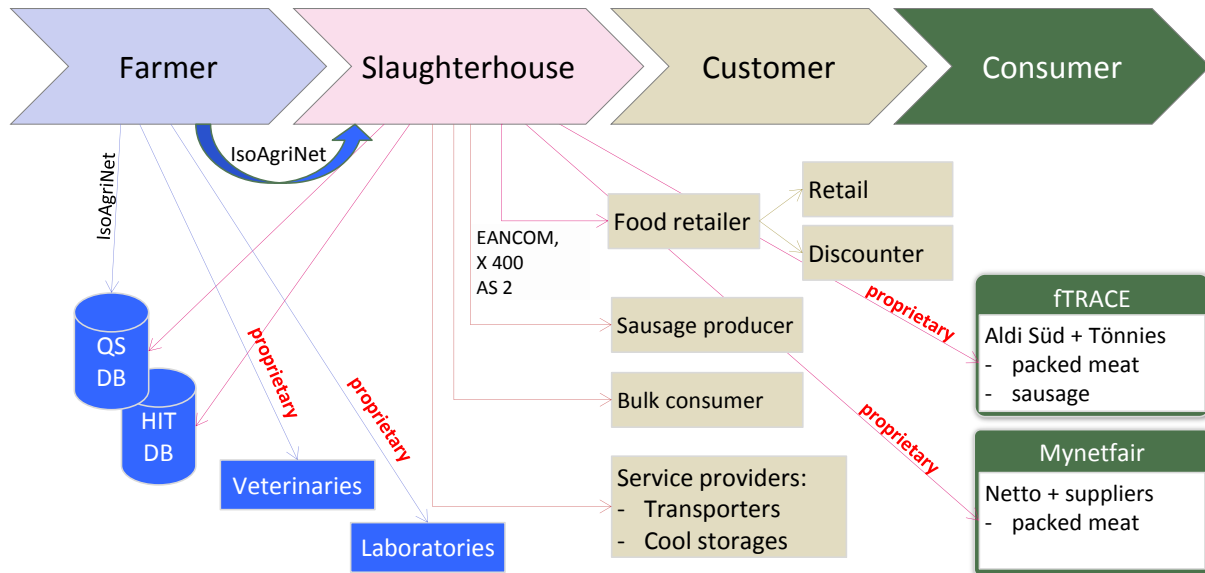 Farmer
Slaughterhouse
Customer
Consumer
IsoAgriNet
IsoAgriNet
EANCOM,
X 400
AS 2
Food retailer
Retail
Discounter
Sausage producer
Bulk consumer
Service providers:
- Transporters
- Cool storages
QS
DB
HIT
DB
proprietary
proprietary
Veterinaries
Laboratories
proprietary
proprietary
fTRACE
Aldi Süd + Tönnies
- packed meat
- sausage
Mynetfair
Netto + suppliers
- packed meat